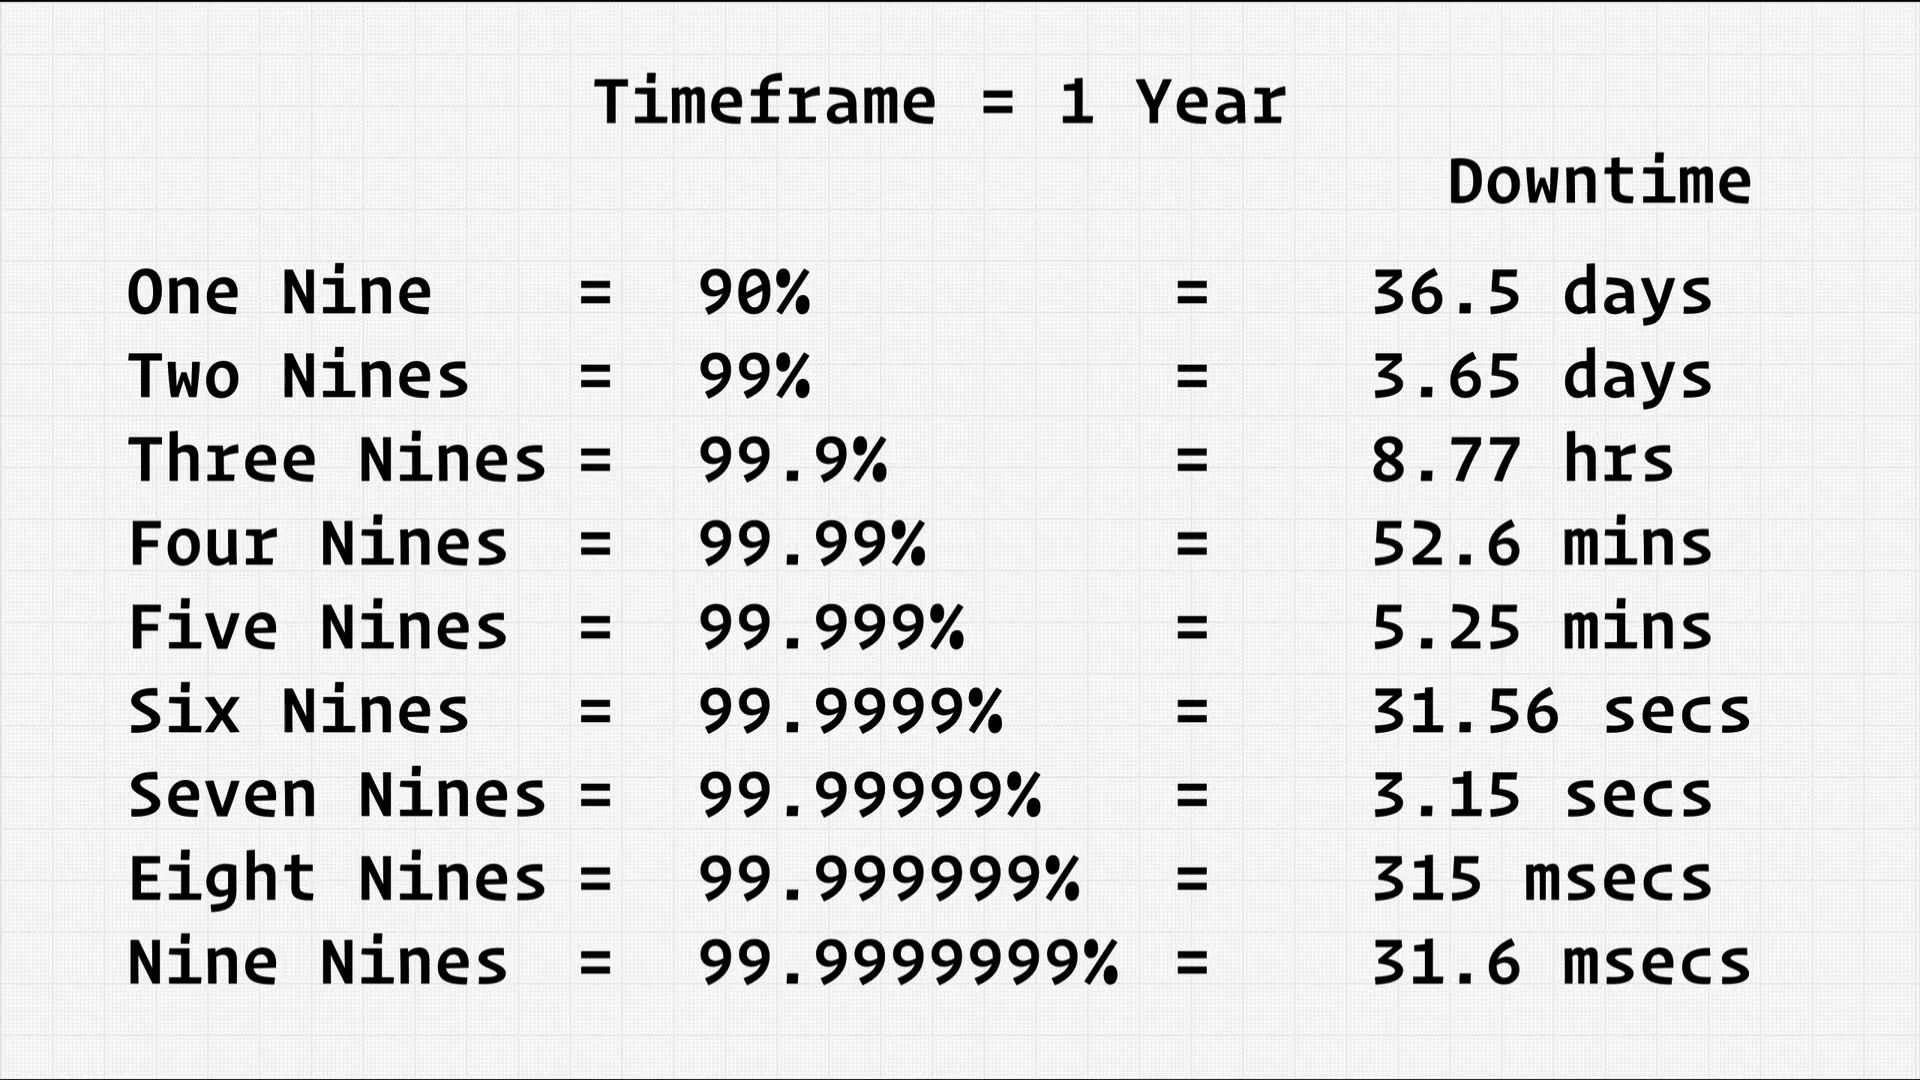 Timeframe = 1 Year
Downtime
One Nine = 90% = 36.5 days
Two Nines = 99% = 3.65 days
Three Nines = 99.9% = 8.77 hrs
Four Nines = 99.99% = 52.6 mins
Five Nines = 99.999% = 5.25 mins
Six Nines = 99.9999% = 31.56 secs
Seven Nines = 99.99999% = 3.15 secs
Eight Nines = 99.999999% = 315 msecs
Nine Nines = 99.9999999% = 31.6 msecs